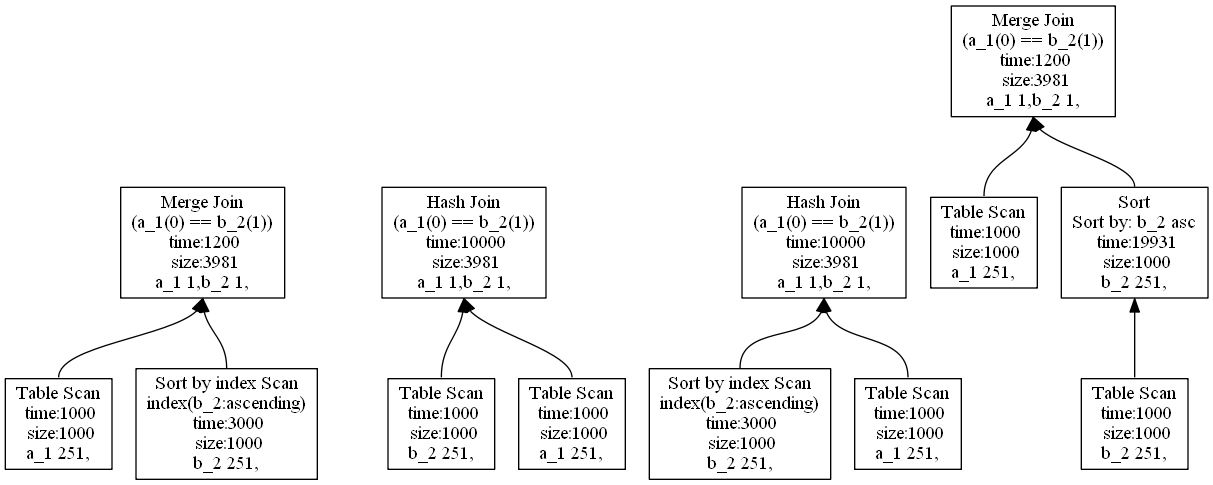 Merge Join
(a_1(0) == b_2(1))
time:1200
size:3981
a_1 1,b_2 1,
Table Scan
time:1000
size:1000
a_1 251,
Sort
Sort by: b_2 asc
time:19931
size:1000
b_2 251,
Table Scan
time:1000
size:1000
b_2 251,
Merge Join
(a_1(0) == b_2(1))
time:1200
size:3981
a_1 1,b_2 1,
Table Scan
time:1000
size:1000
a_1 251,
Sort by index Scan
index(b_2:ascending)
time:3000
size:1000
b_2 251,
Hash Join
(a_1(0) == b_2(1))
time:10000
size:3981
a_1 1,b_2 1,
Table Scan
time:1000
size:1000
b_2 251,
Table Scan
time:1000
size:1000
a_1 251,
Hash Join
(a_1(0) == b_2(1))
time:10000
size:3981
a_1 1,b_2 1,
Sort by index Scan
index(b_2:ascending)
time:3000
size:1000
b_2 251,
Table Scan
time:1000
size:1000
a_1 251,